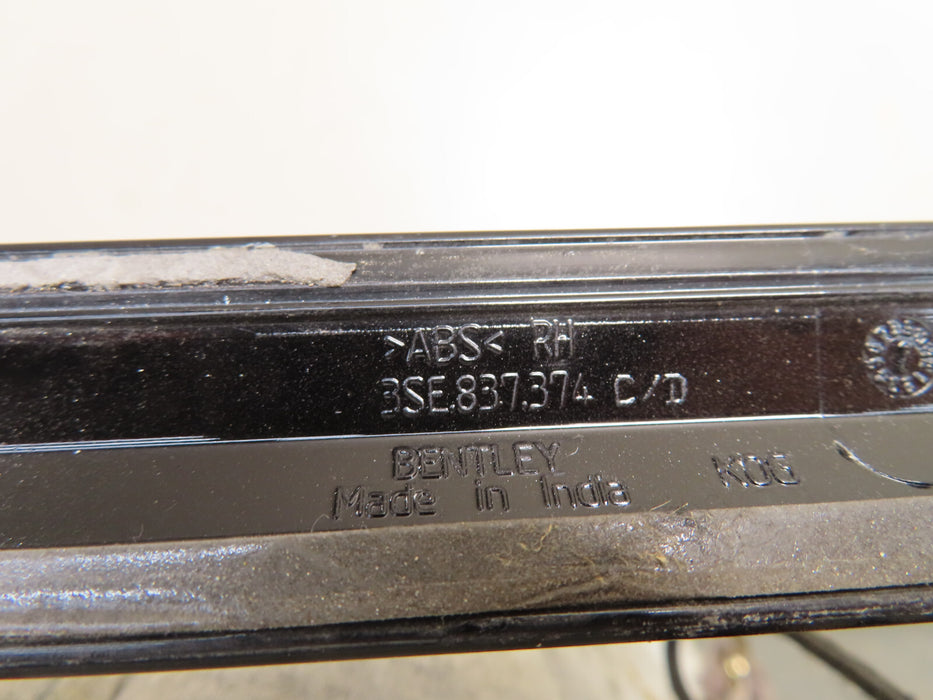 >ABS< RH
3SE.837.374 C/D
BENTLEY
Made in India
K06